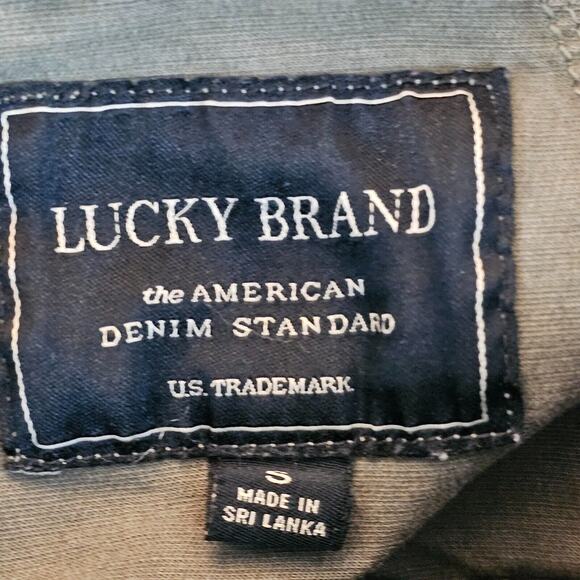 LUCKY BRAND
the AMERICAN
DENIM STANDARD
U.S. TRADEMARK
S
MADE IN
SRI LANKA